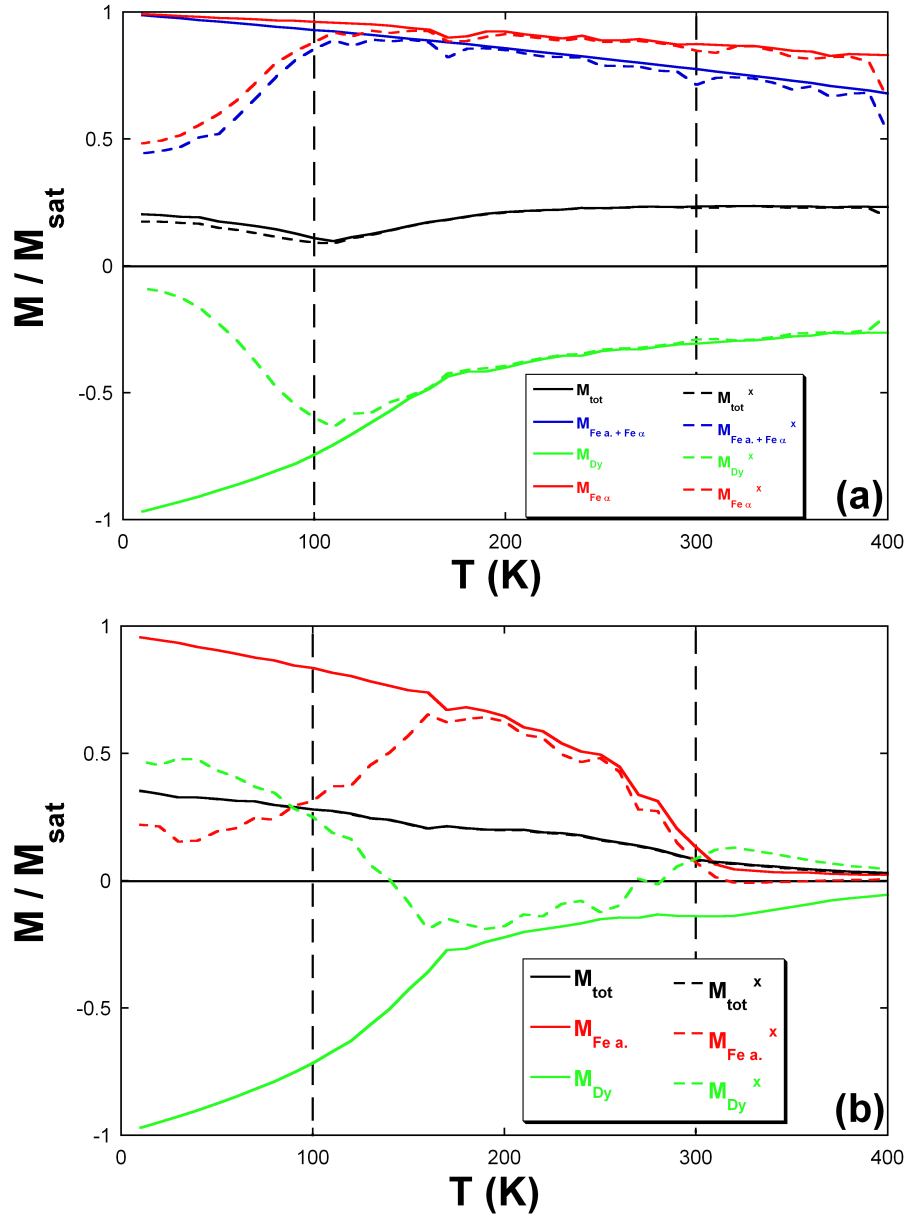 1
0.5
0
-0.5
-1
M / M_sat
M_tot M_tot^x
M_Fe a. + Fe α M_Fe a. + Fe α^x
M_Dy M_Dy^x
M_Fe α M_Fe α^x
(a)
0 100 200 300 400
T (K)
1
0.5
0
-0.5
-1
M / M_sat
M_tot M_tot^x
M_Fe a. M_Fe a.^x
M_Dy M_Dy^x
(b)
0 100 200 300 400
T (K)